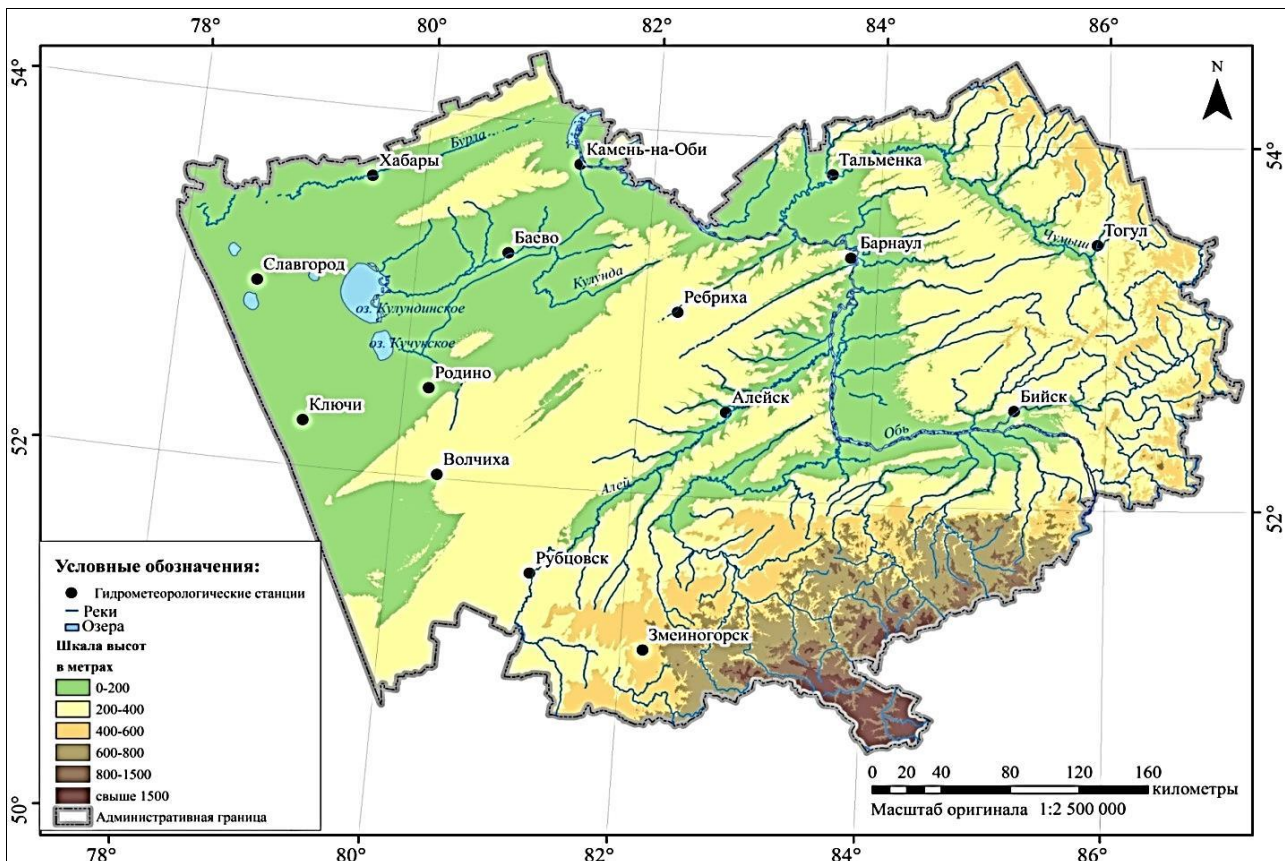 78°
80°
82°
84°
86°
54°
N
54°
Бурла
Хабары
Камень-на-Оби
Тальменка
Баево
Чумыш
Тогул
Барнаул
Славгород
Кулунда
оз. Кулундинское
Ребриха
оз. Кучукское
Родино
Ключи
Алейск
Бийск
52°
Обь
Волчиха
Алей
52°
Рубцовск
Змеиногорск
Условные обозначения:
Гидрометеорологические станции
Реки
Озера
Шкала высот
в метрах
0-200
200-400
400-600
600-800
800-1500
свыше 1500
Административная граница
0 20 40 80 120 160
километры
Масштаб оригинала 1:2 500 000
50°
78°
80°
82°
84°
86°